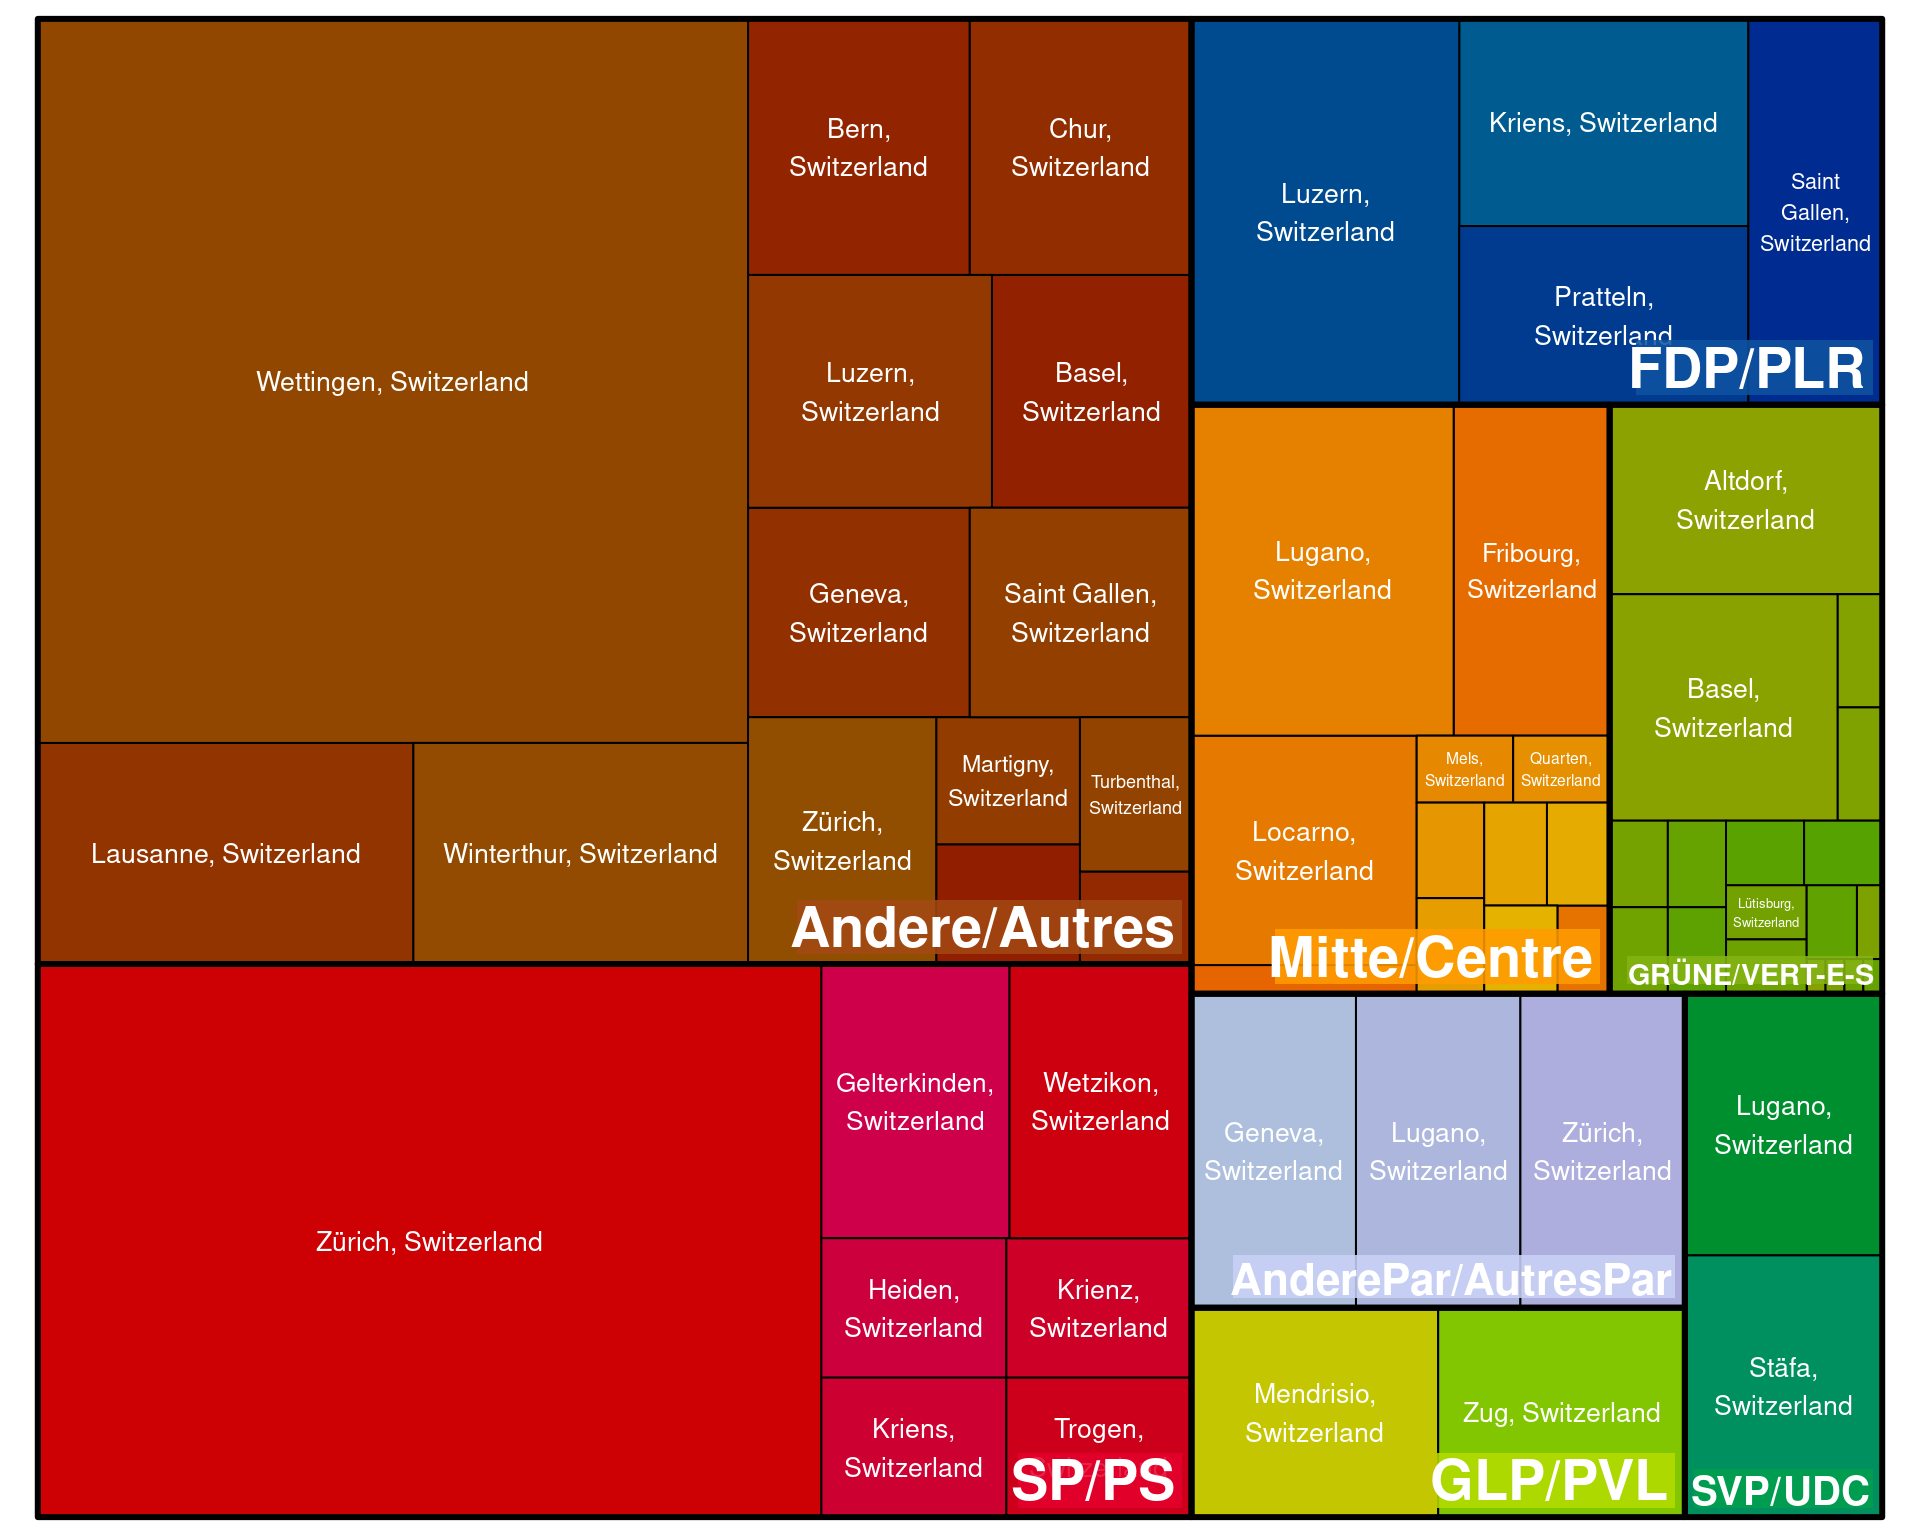 Wettingen, Switzerland
Bern,
Switzerland
Chur,
Switzerland
Luzern,
Switzerland
Basel,
Switzerland
Geneva,
Switzerland
Saint Gallen,
Switzerland
Lausanne, Switzerland
Winterthur, Switzerland
Zürich,
Switzerland
Martigny,
Switzerland
Turbenthal,
Switzerland
Andere/Autres
Zürich, Switzerland
Gelterkinden,
Switzerland
Wetzikon,
Switzerland
Heiden,
Switzerland
Krienz,
Switzerland
Kriens,
Switzerland
Trogen,
SP/PS
Luzern,
Switzerland
Kriens, Switzerland
Pratteln,
Switzerland
Saint
Gallen,
Switzerland
FDP/PLR
Lugano,
Switzerland
Fribourg,
Switzerland
Locarno,
Switzerland
Mels,
Switzerland
Quarten,
Switzerland
Mitte/Centre
Altdorf,
Switzerland
Basel,
Switzerland
Lütisburg,
Switzerland
GRÜNE/VERT-E-S
Geneva,
Switzerland
Lugano,
Switzerland
Zürich,
Switzerland
AnderePar/AutresPar
Mendrisio,
Switzerland
Zug, Switzerland
GLP/PVL
Lugano,
Switzerland
Stäfa,
Switzerland
SVP/UDC